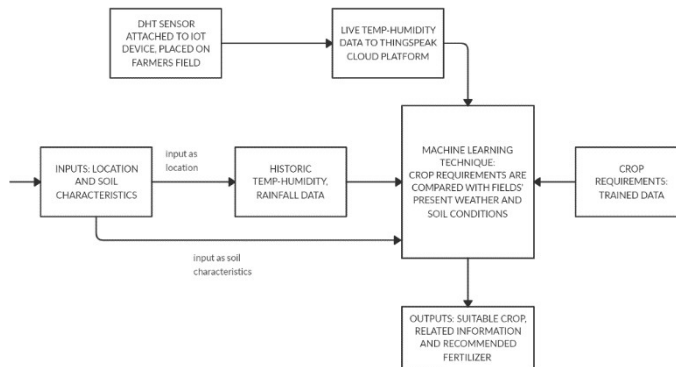 DHT SENSOR
ATTACHED TO IOT
DEVICE, PLACED ON
FARMERS FIELD
LIVE TEMP-HUMIDITY
DATA TO THINGSPEAK
CLOUD PLATFORM
INPUTS: LOCATION
AND SOIL
CHARACTERISTICS
input as
location
HISTORIC
TEMP-HUMIDITY,
RAINFALL DATA
MACHINE LEARNING
TECHNIQUE:
CROP REQUIREMENTS ARE
COMPARED WITH FIELDS'
PRESENT WEATHER AND
SOIL CONDITIONS
CROP
REQUIREMENTS:
TRAINED DATA
input as soil
characteristics
OUTPUTS: SUITABLE CROP,
RELATED INFORMATION
AND RECOMMENDED
FERTILIZER